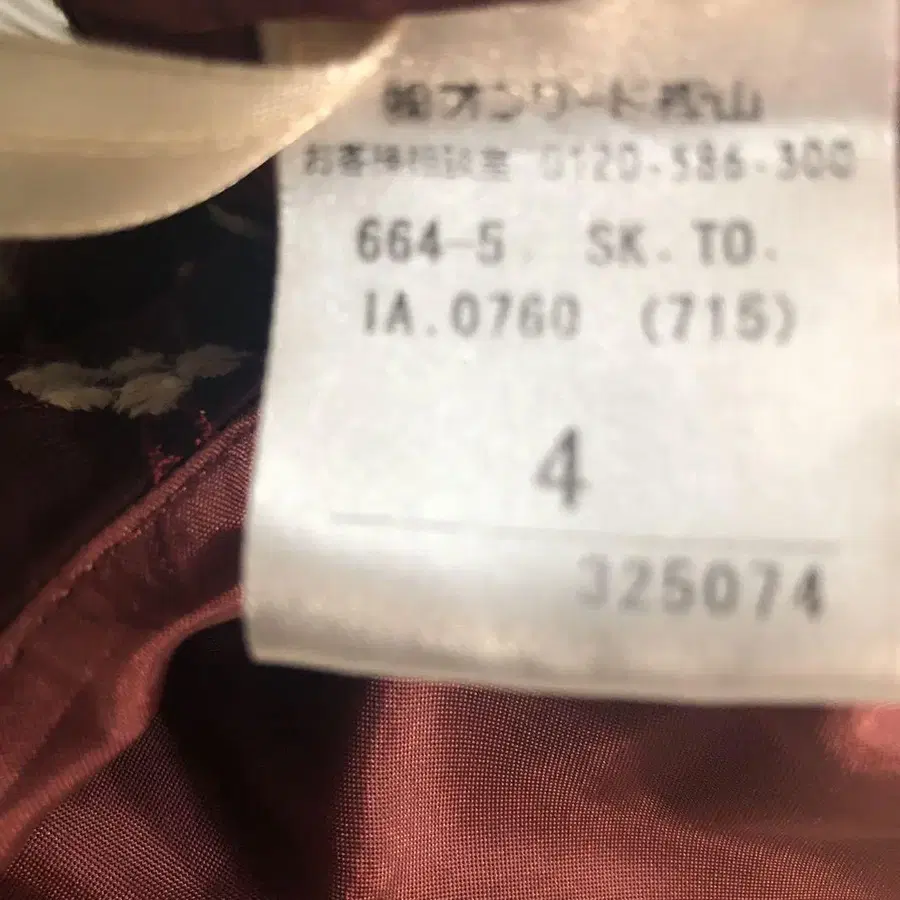 ㈱オンワード樫山
お客様相談室 0120-586-300
664-5. SK.TO.
IA.0760 (715)
4
325074